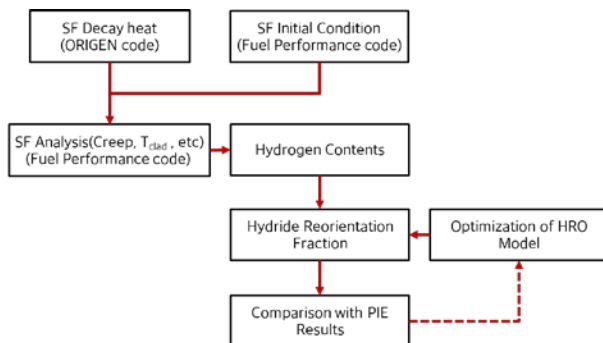 SF Decay heat
(ORIGEN code)
SF Initial Condition
(Fuel Performance code)
SF Analysis(Creep, Tclad , etc)
(Fuel Performance code)
Hydrogen Contents
Hydride Reorientation
Fraction
Optimization of HRO
Model
Comparison with PIE
Results